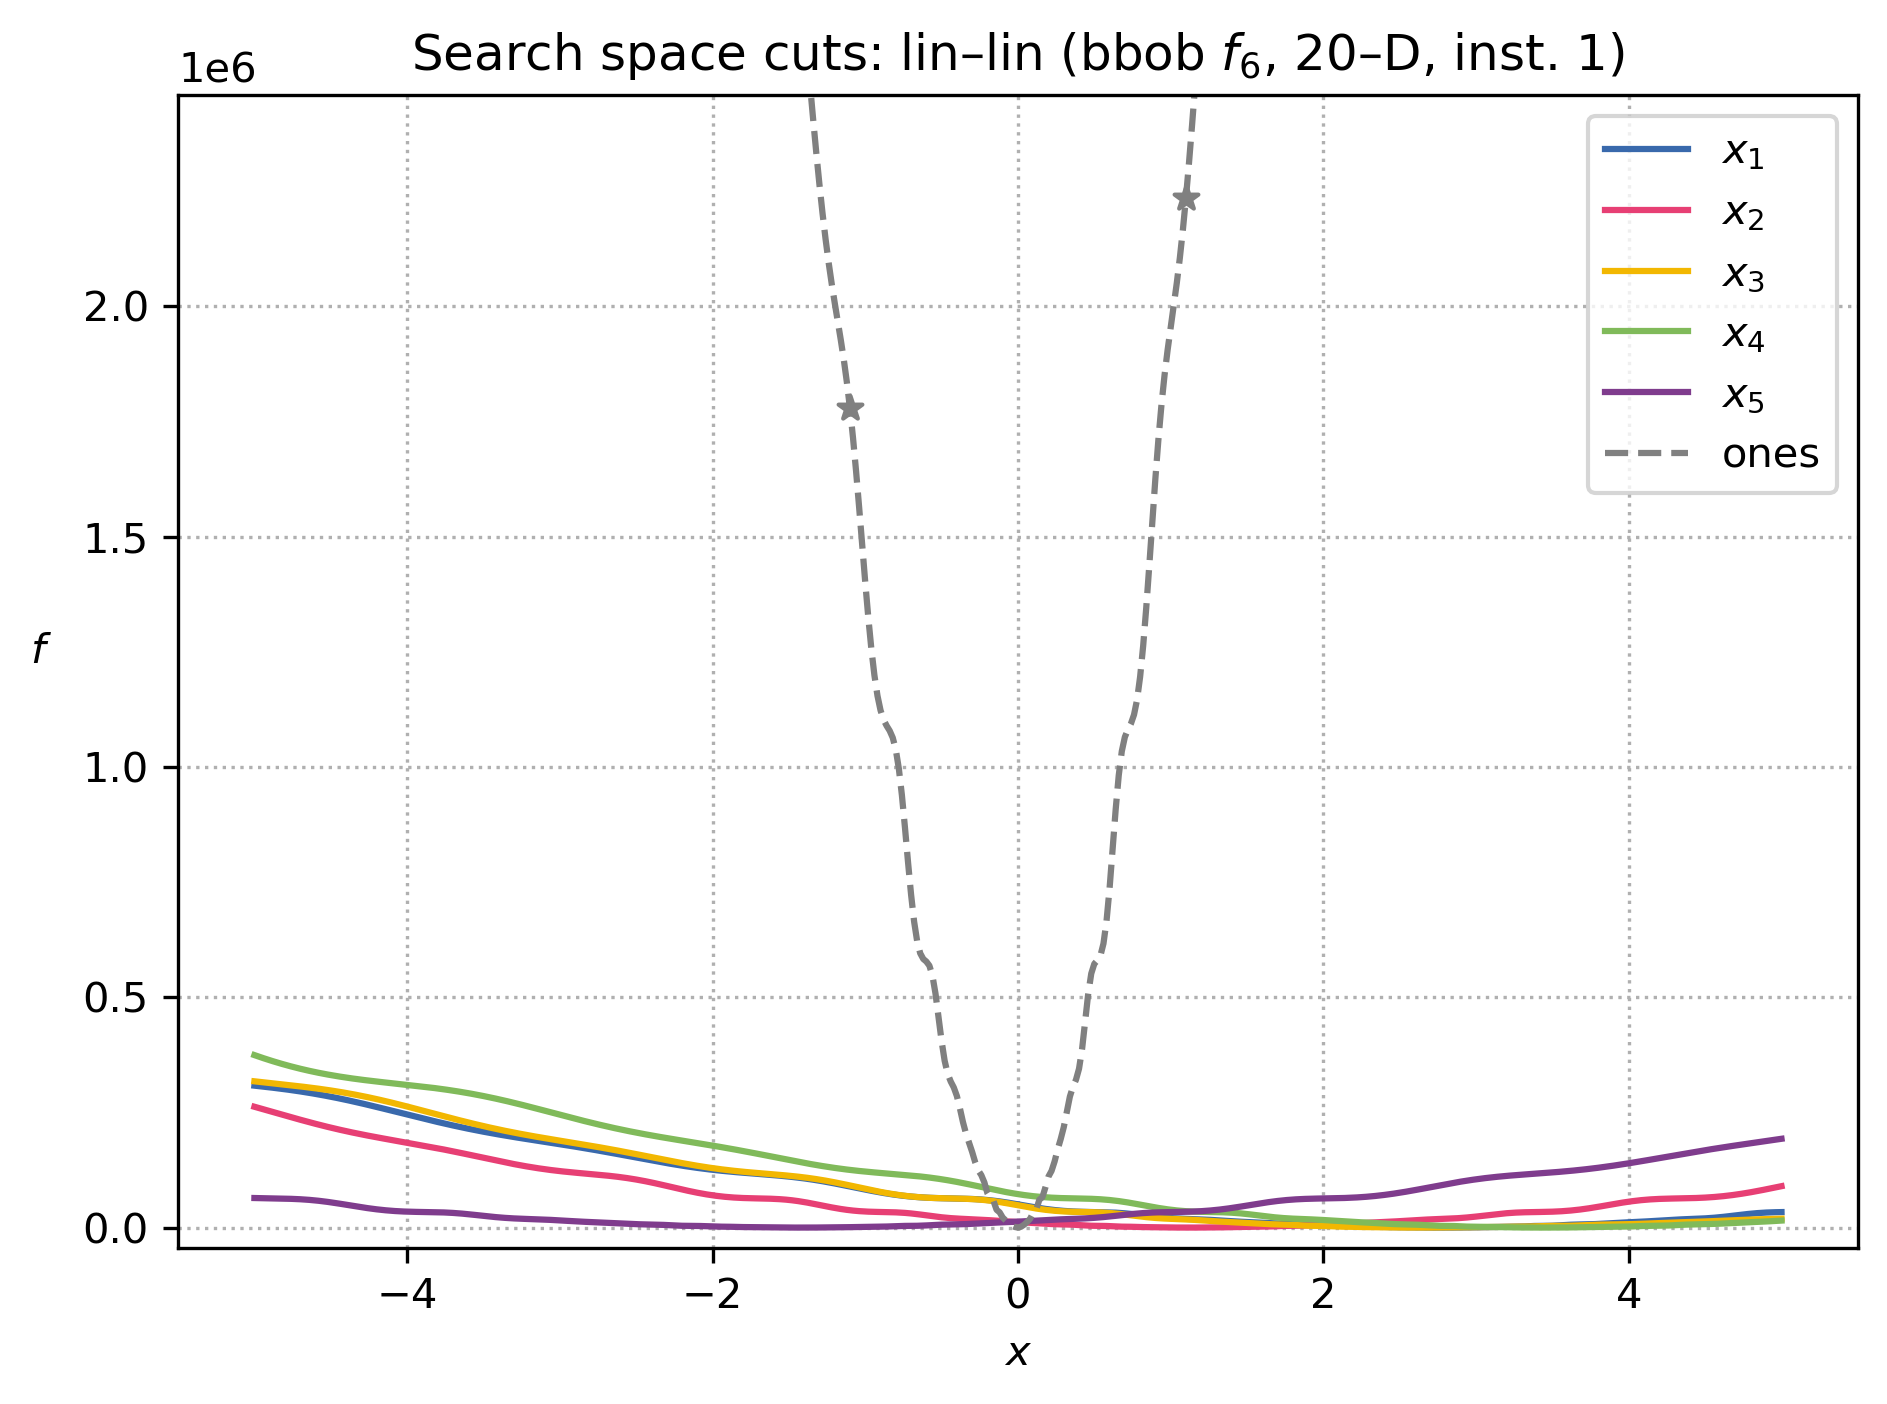 Search space cuts: lin–lin (bbob f₆, 20–D, inst. 1)
1e6
x₁
x₂
x₃
x₄
x₅
ones
2.0
1.5
1.0
0.5
0.0
f
−4
−2
0
2
4
x